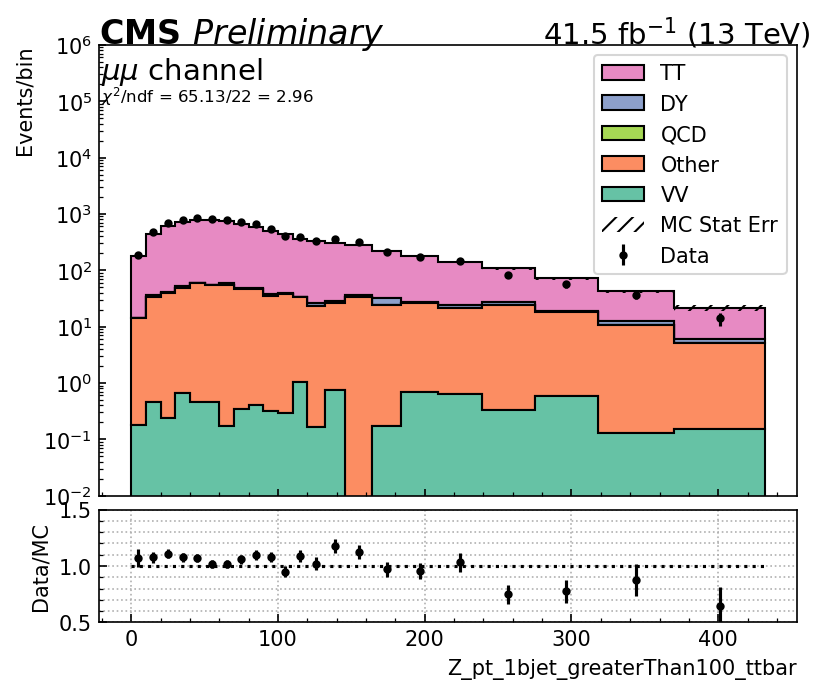 CMS Preliminary 41.5 fb⁻¹ (13 TeV)
μμ channel
χ²/ndf = 65.13/22 = 2.96
Events/bin
10⁶
10⁵
10⁴
10³
10²
10¹
10⁰
10⁻¹
10⁻²
TT
DY
QCD
Other
VV
MC Stat Err
Data
Data/MC
1.5
1.0
0.5
0 100 200 300 400
Z_pt_1bjet_greaterThan100_ttbar